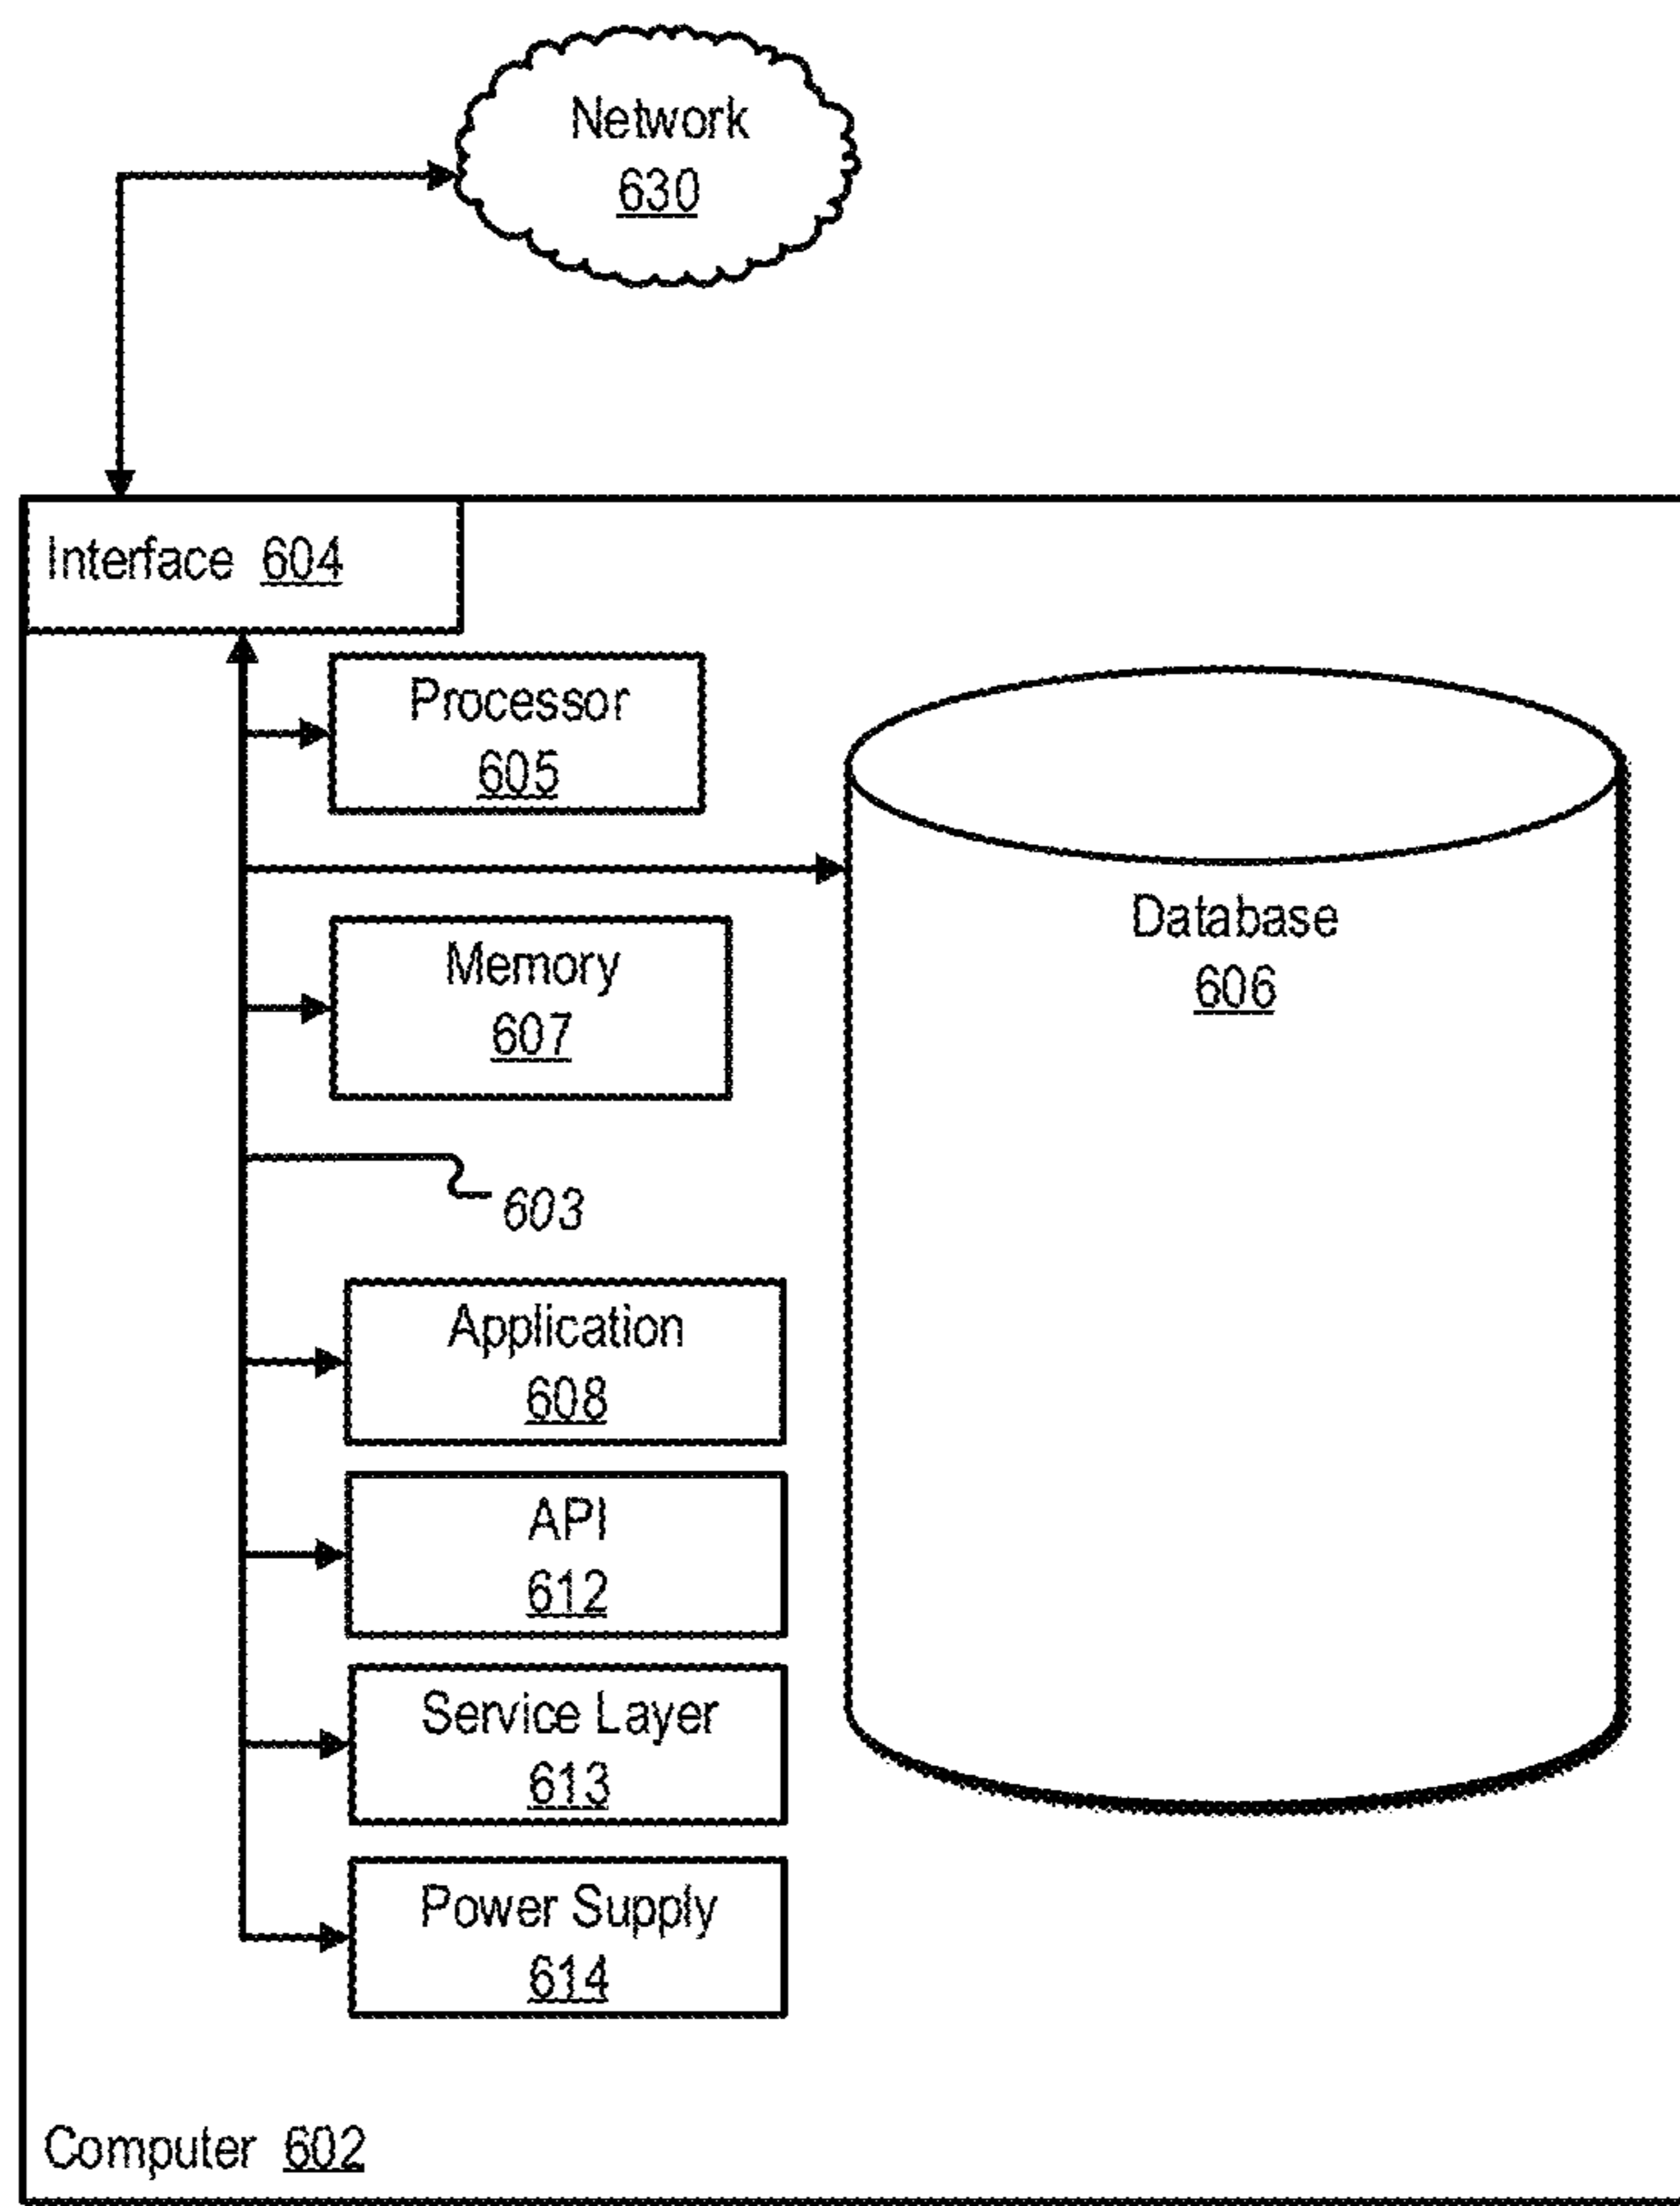 Network
630
Interface 604
Processor
605
Database
606
Memory
607
603
Application
608
API
612
Service Layer
613
Power Supply
614
Computer 602